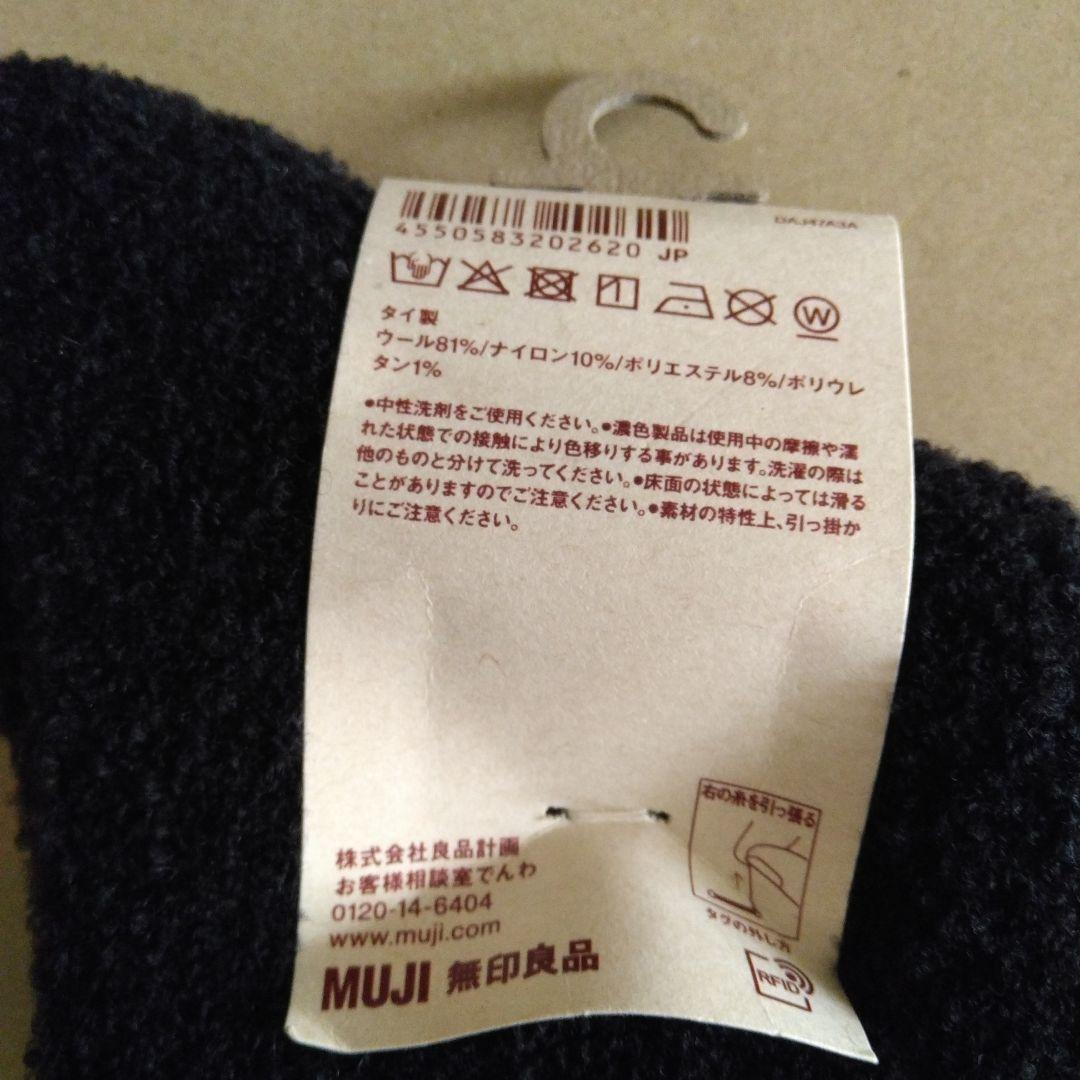 DAJ47A3A
4550583202620 JP
W
タイ製
ウール81%/ナイロン10%/ポリエステル8%/ポリウレ
タン1%
●中性洗剤をご使用ください。●濃色製品は使用中の摩擦や濡
れた状態での接触により色移りする事があります。洗濯の際は
他のものと分けて洗ってください。●床面の状態によっては滑る
ことがありますのでご注意ください。●素材の特性上、引っ掛か
りにご注意ください。
右の糸を引っ張る
タグの外し方
株式会社良品計画
お客様相談室でんわ
0120-14-6404
www.muji.com
MUJI 無印良品
RFID